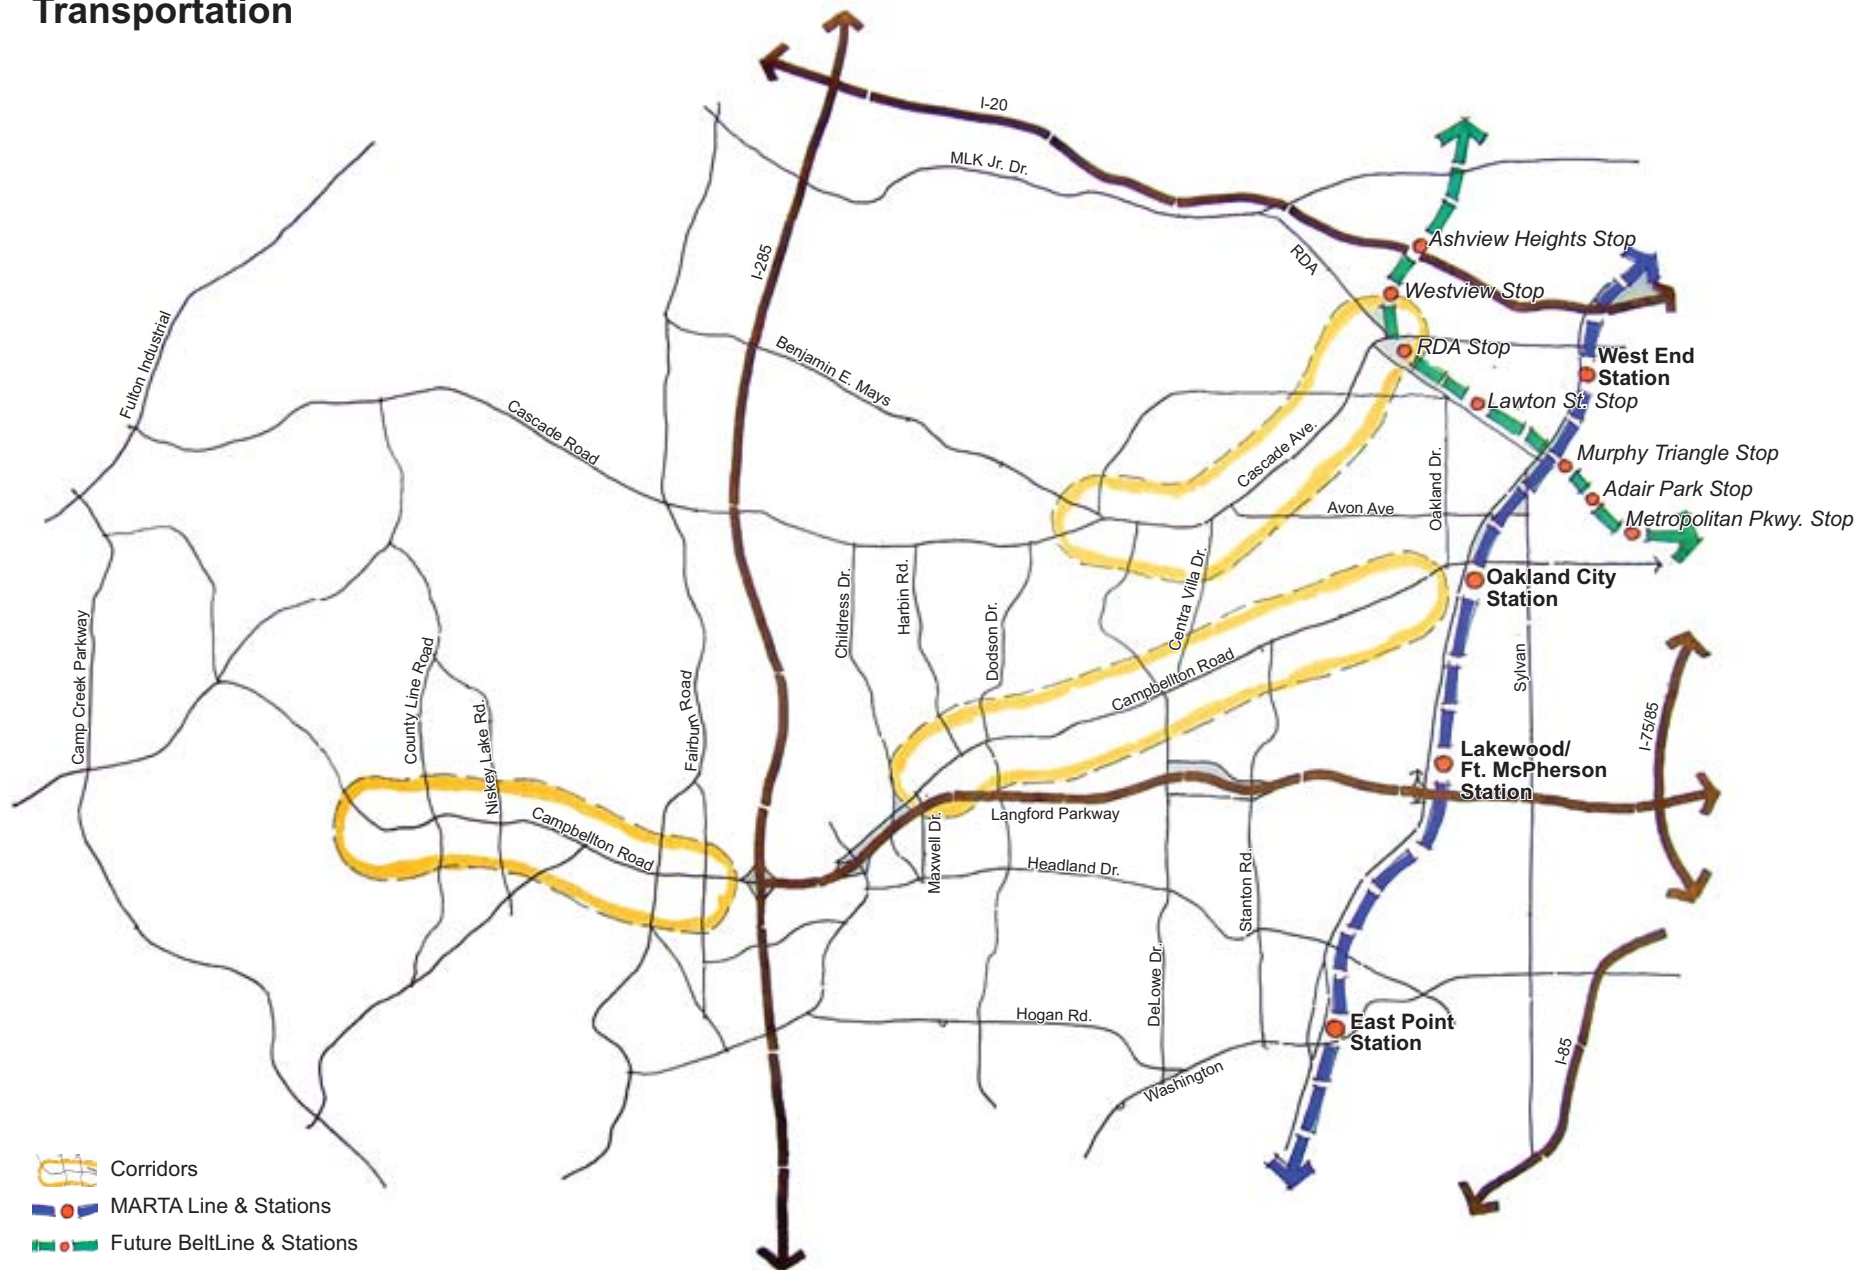 Transportation
I-20
MLK Jr. Dr.
I-285
RDA
Ashview Heights Stop
Westview Stop
RDA Stop
West End
Station
Lawton St. Stop
Fulton Industrial
Benjamin E. Mays
Cascade Road
Cascade Ave.
Oakland Dr.
Murphy Triangle Stop
Adair Park Stop
Avon Ave
Metropolitan Pkwy. Stop
Oakland City
Station
Childress Dr.
Harbin Rd.
Dodson Dr.
Centra Villa Dr.
Camp Creek Parkway
County Line Road
Niskey Lake Rd.
Fairburn Road
Campbellton Road
Sylvan
I-75/85
Lakewood/
Ft. McPherson
Station
Langford Parkway
Campbellton Road
Maxwell Dr.
Headland Dr.
Stanton Rd.
DeLowe Dr.
Hogan Rd.
East Point
Station
I-85
Washington
Corridors
MARTA Line & Stations
Future BeltLine & Stations